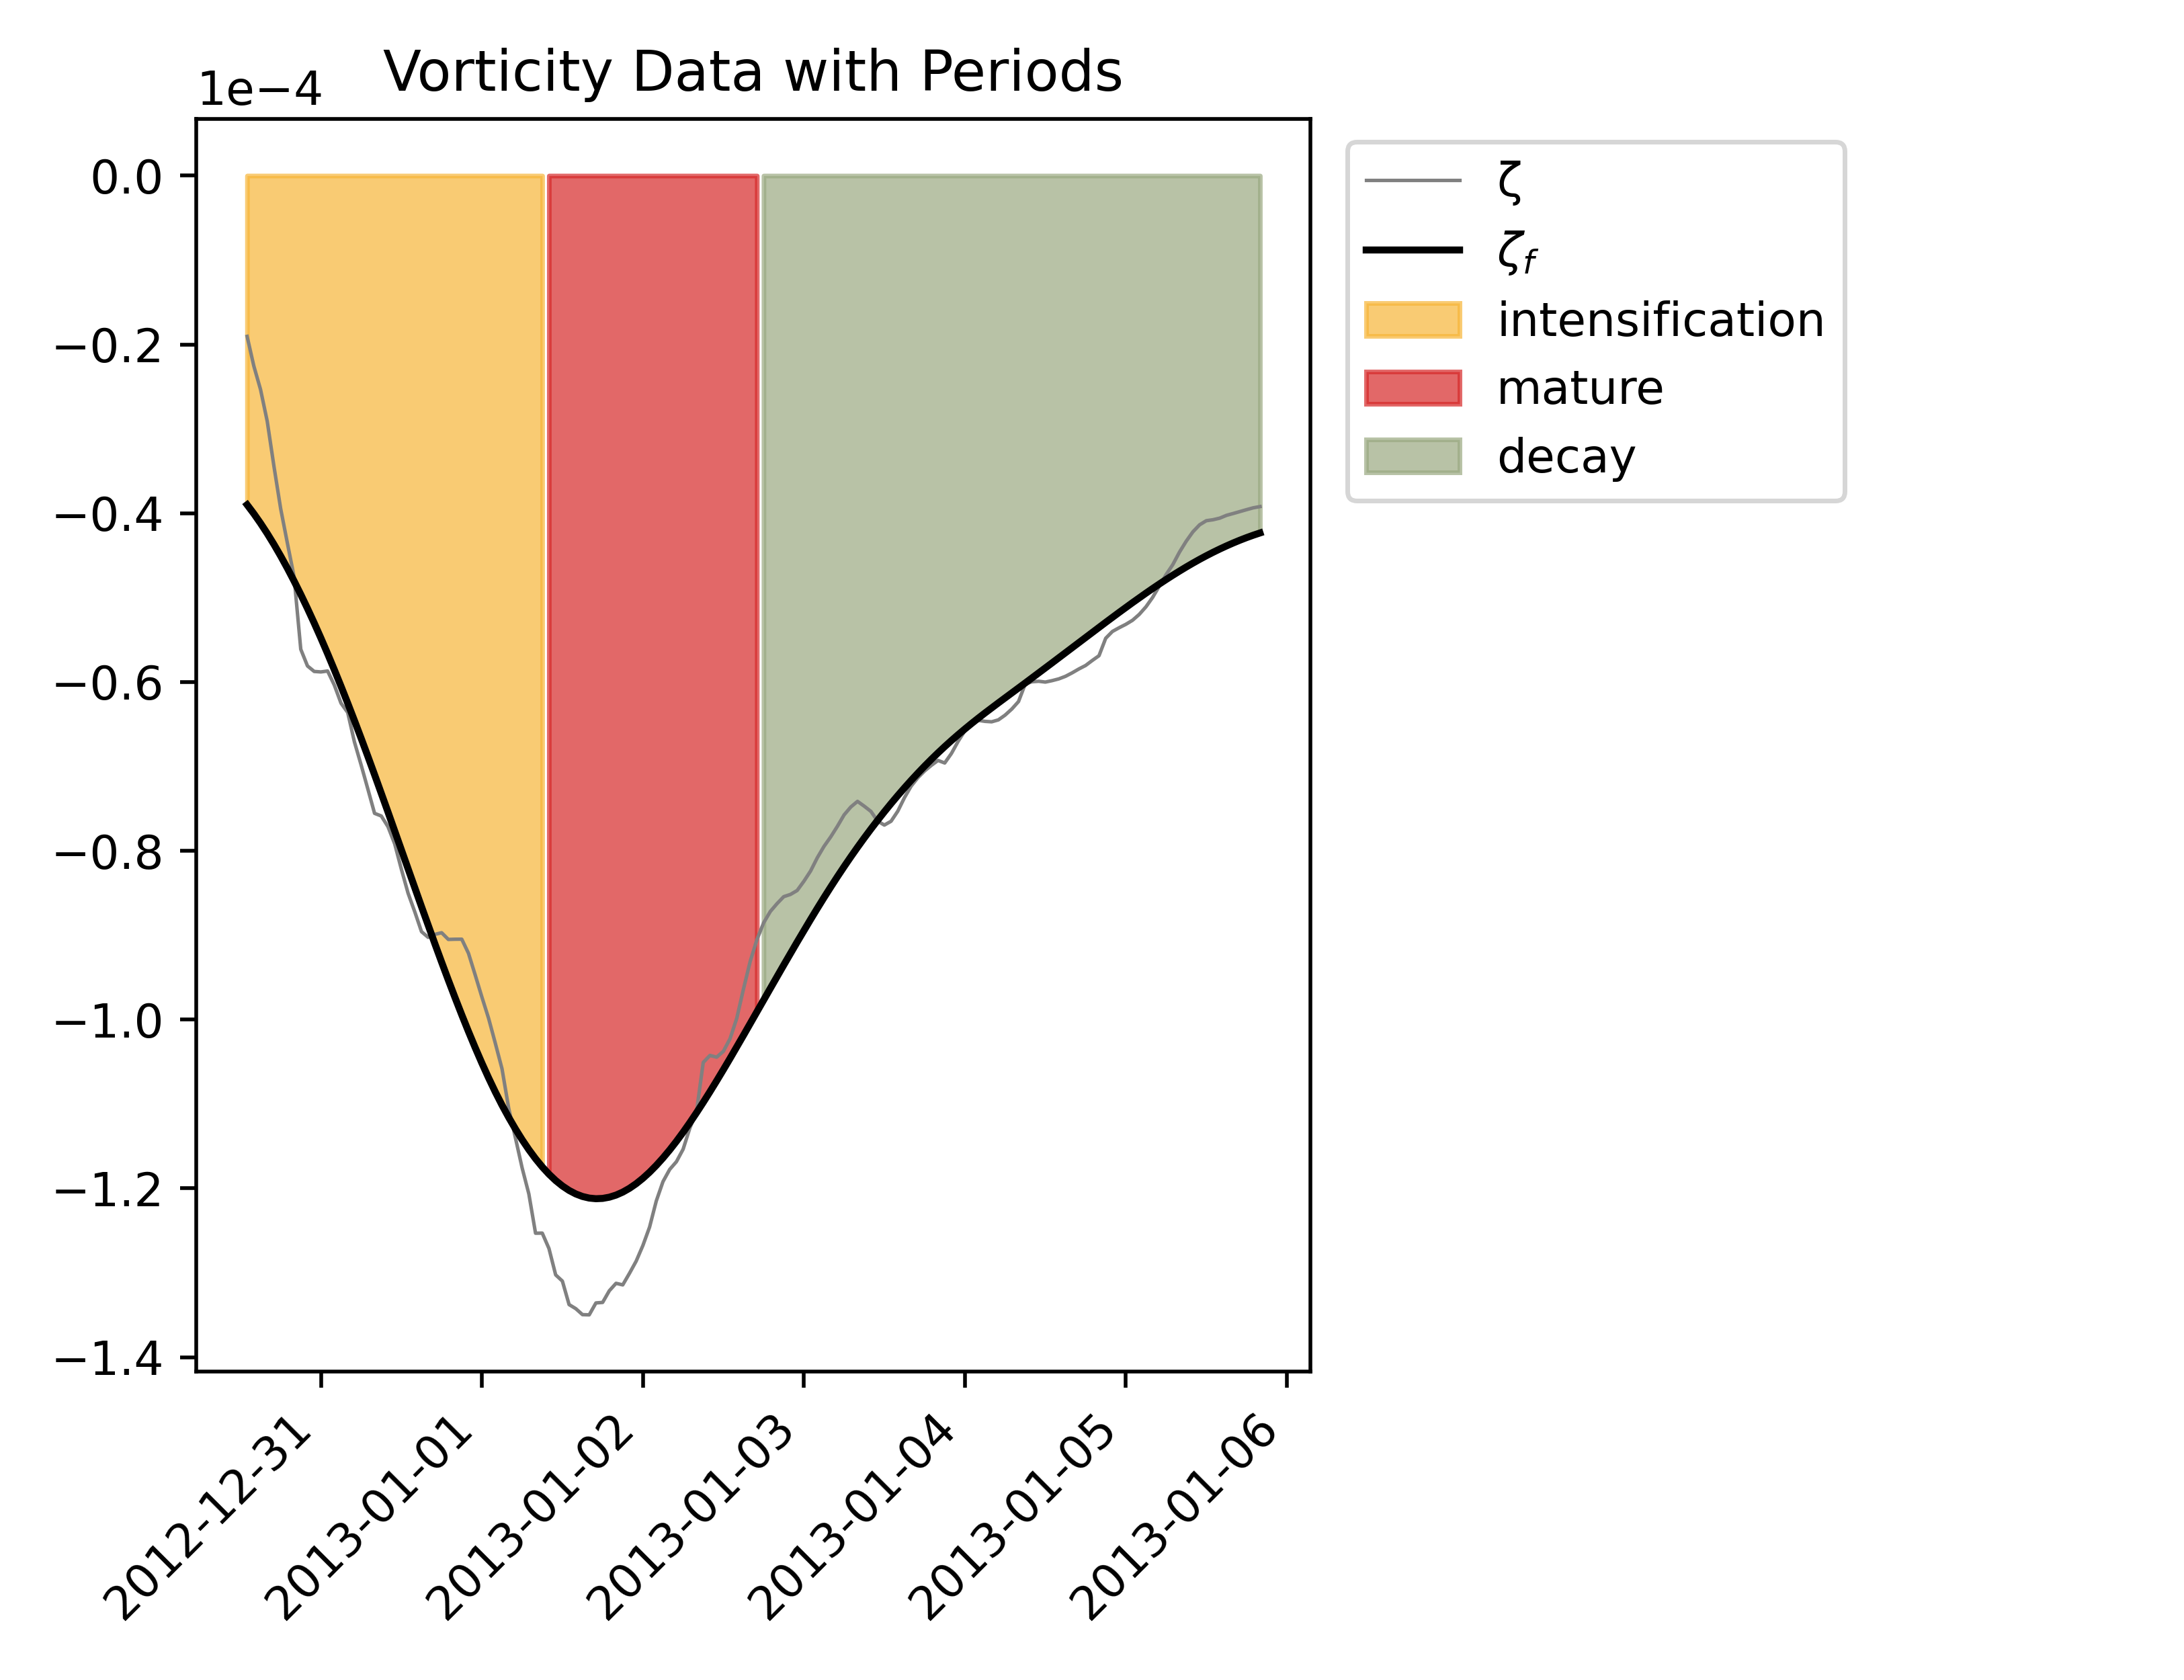 Vorticity Data with Periods
1e−4
0.0
−0.2
−0.4
−0.6
−0.8
−1.0
−1.2
−1.4
2012-12-31
2013-01-01
2013-01-02
2013-01-03
2013-01-04
2013-01-05
2013-01-06
ζ
ζf
intensification
mature
decay